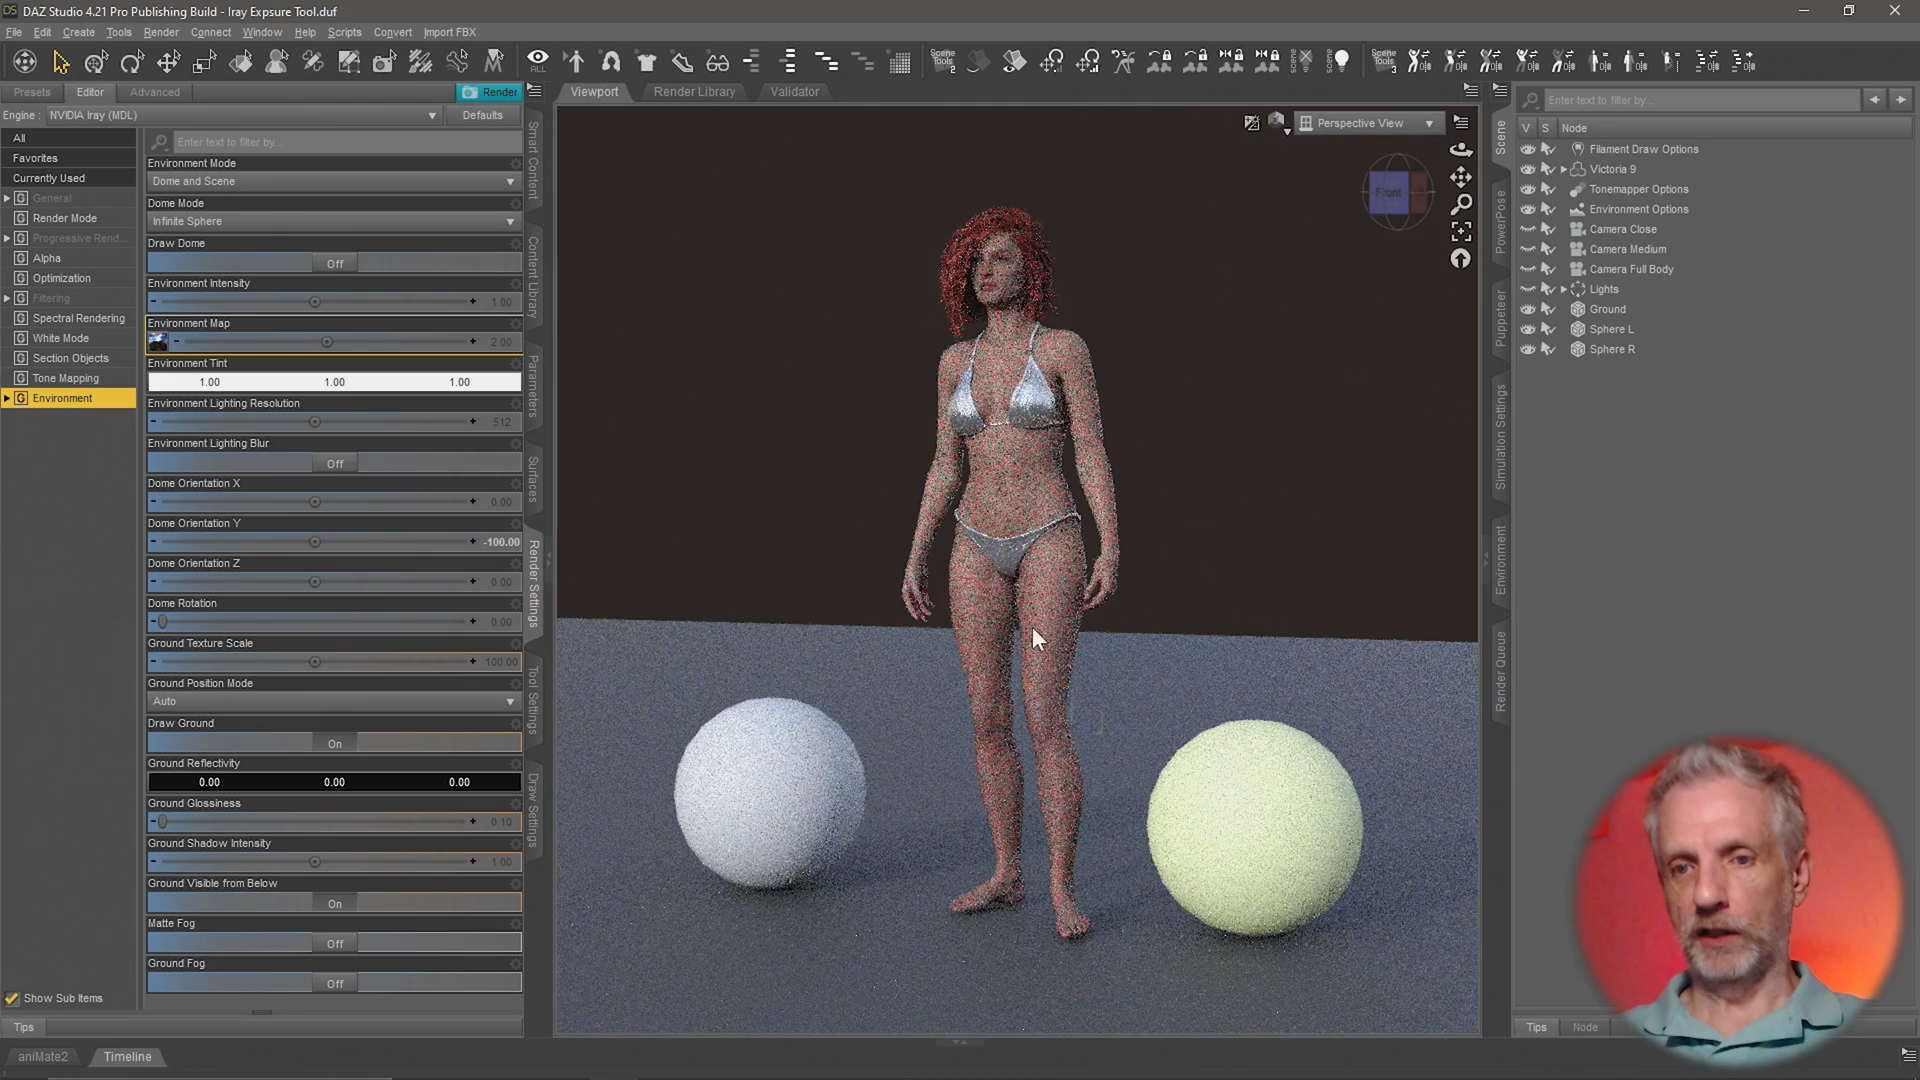 DAZ Studio 4.21 Pro Publishing Build - Iray Expsure Tool.duf
File Edit Create Tools Render Connect Window Help Scripts Convert Import FBX
ALL
Scene Tools 2
Scene Tools 3
Presets Editor Advanced Render
Viewport Render Library Validator
Engine : NVIDIA Iray (MDL) Defaults
Enter text to filter by...
All
Favorites
Currently Used
General
Render Mode
Progressive Rend...
Alpha
Optimization
Filtering
Spectral Rendering
White Mode
Section Objects
Tone Mapping
Environment
Show Sub Items
Tips
Enter text to filter by...
Environment Mode
Dome and Scene
Dome Mode
Infinite Sphere
Draw Dome
Off
Environment Intensity
1.00
Environment Map
2.00
Environment Tint
1.00 1.00 1.00
Environment Lighting Resolution
512
Environment Lighting Blur
Off
Dome Orientation X
0.00
Dome Orientation Y
-100.00
Dome Orientation Z
0.00
Dome Rotation
0.00
Ground Texture Scale
100.00
Ground Position Mode
Auto
Draw Ground
On
Ground Reflectivity
0.00 0.00 0.00
Ground Glossiness
0.10
Ground Shadow Intensity
1.00
Ground Visible from Below
On
Matte Fog
Off
Ground Fog
Off
Smart Content
Content Library
Parameters
Surfaces
Render Settings
Tool Settings
Draw Settings
Perspective View
Front
Scene
PowerPose
Puppeteer
Simulation Settings
Environment
Render Queue
V S Node
Filament Draw Options
Victoria 9
Tonemapper Options
Environment Options
Camera Close
Camera Medium
Camera Full Body
Lights
Ground
Sphere L
Sphere R
Tips Node
aniMate2 Timeline